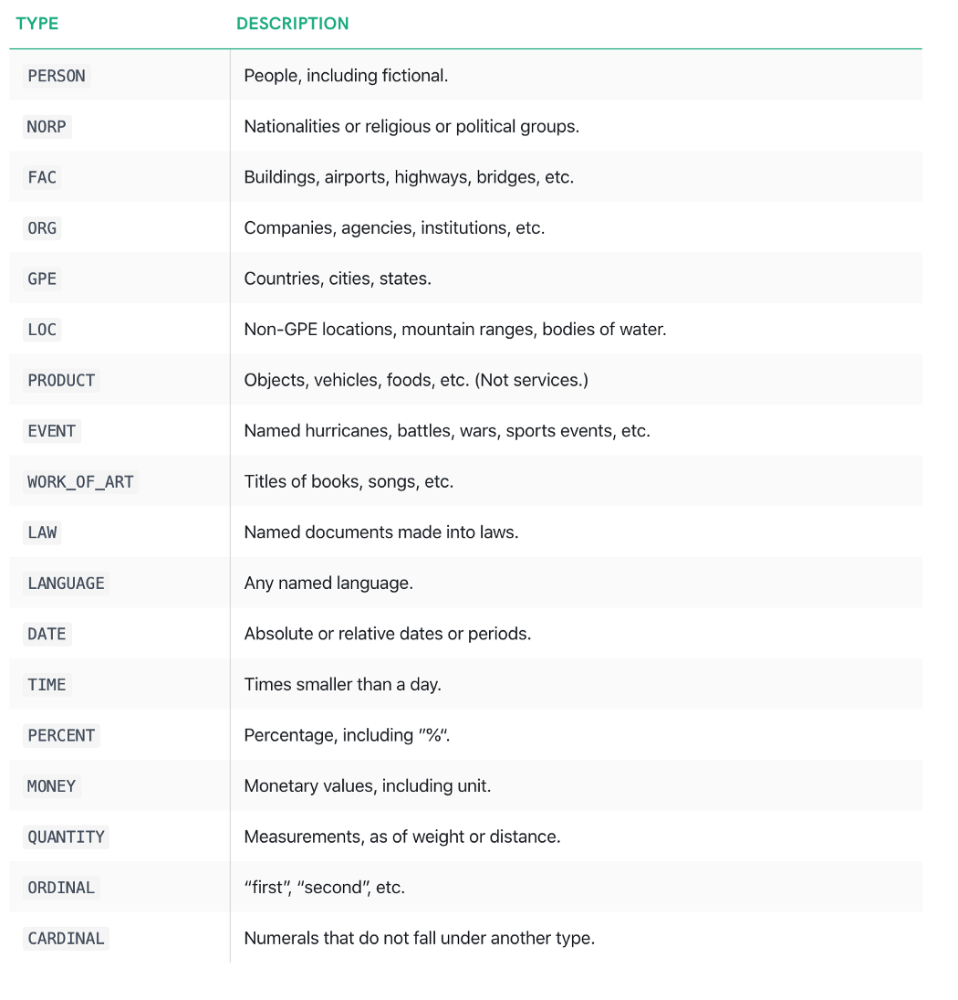 TYPE DESCRIPTION
PERSON People, including fictional.
NORP Nationalities or religious or political groups.
FAC Buildings, airports, highways, bridges, etc.
ORG Companies, agencies, institutions, etc.
GPE Countries, cities, states.
LOC Non-GPE locations, mountain ranges, bodies of water.
PRODUCT Objects, vehicles, foods, etc. (Not services.)
EVENT Named hurricanes, battles, wars, sports events, etc.
WORK_OF_ART Titles of books, songs, etc.
LAW Named documents made into laws.
LANGUAGE Any named language.
DATE Absolute or relative dates or periods.
TIME Times smaller than a day.
PERCENT Percentage, including ”%“.
MONEY Monetary values, including unit.
QUANTITY Measurements, as of weight or distance.
ORDINAL “first”, “second”, etc.
CARDINAL Numerals that do not fall under another type.